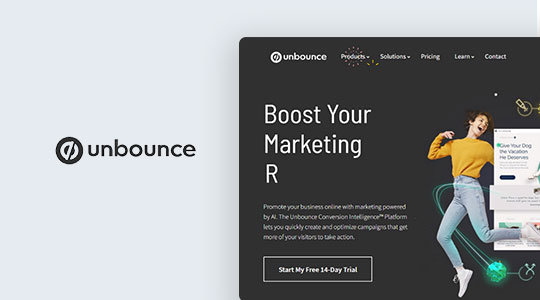 unbounce
unbounce
Products Solutions Pricing Learn Contact
Boost Your
Marketing
R
Promote your business online with marketing powered
by AI. The Unbounce Conversion Intelligence™ Platform
lets you quickly create and optimize campaigns that get
more of your visitors to take action.
Start My Free 14-Day Trial
Give Your Dog
the Vacation
He Deserves